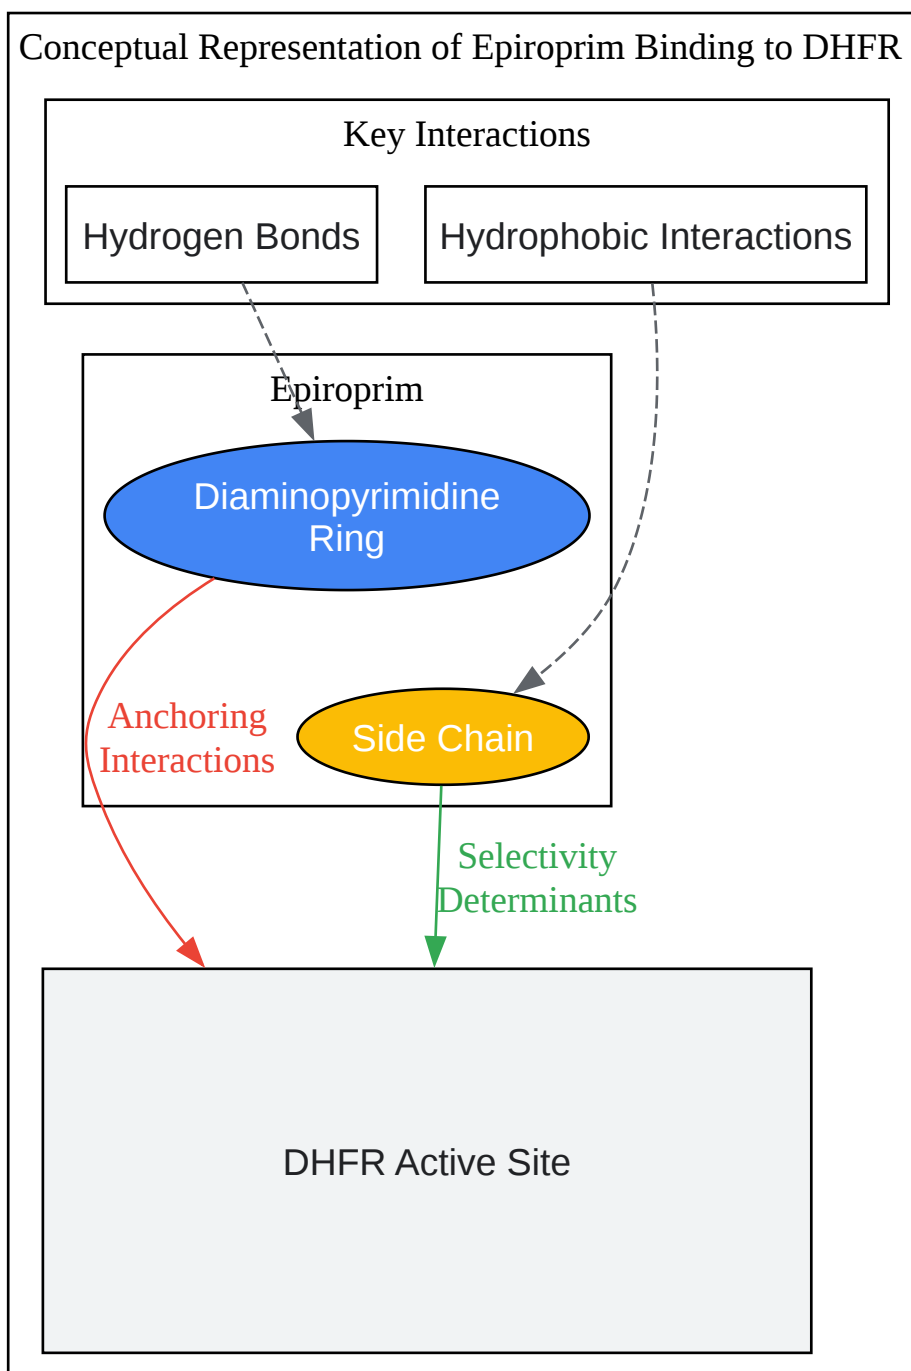 Conceptual Representation of Epiroprim Binding to DHFR
Key Interactions
Hydrogen Bonds
Hydrophobic Interactions
Epiroprim
Diaminopyrimidine
Ring
Anchoring
Interactions
Side Chain
Selectivity
Determinants
DHFR Active Site